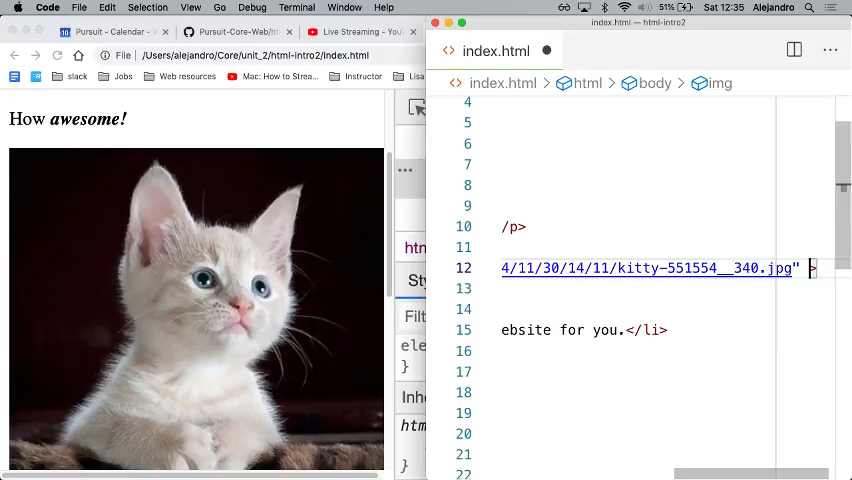 Code File Edit Selection View Go Debug Terminal Window Help 51% Sat 12:35 Alejandro
Pursuit - Calendar - W
Pursuit-Core-Web/
Live Streaming - You
index.html — html-intro2
File /Users/alejandro/Core/unit_2/html-intro2/index.html
index.html
slack Jobs Web resources Mac: How to Strea... Instructor Lisa
index.html html body img
How awesome!
4
5
6
7
8
9
10 /p>
11
12 4/11/30/14/11/kitty-551554__340.jpg" >
13
14
15 ebsite for you.</li>
16
17
18
19
20
21
22
htm
Sty
Filt
ele
}
Inhe
htm
}